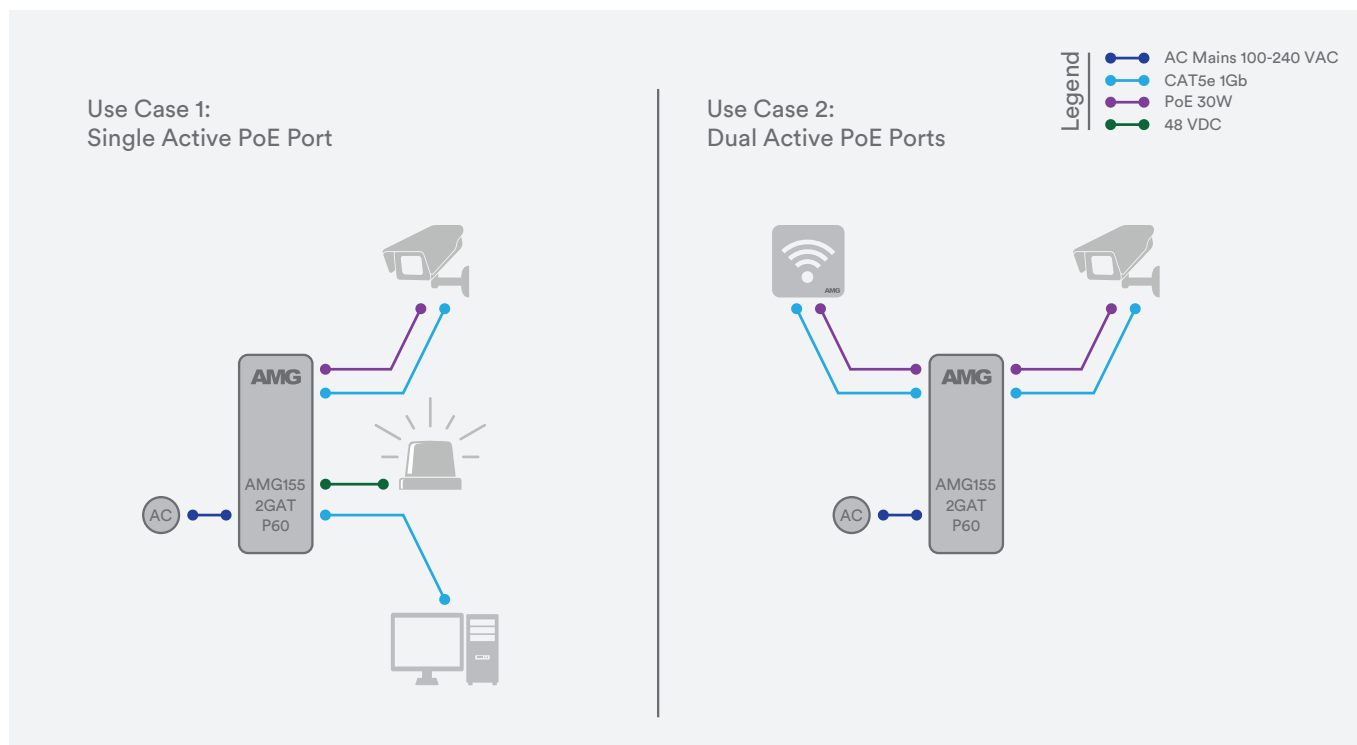 Use Case 1:
Single Active PoE Port
AMG
AMG155
2GAT
P60
AC
Use Case 2:
Dual Active PoE Ports
Legend
AC Mains 100-240 VAC
CAT5e 1Gb
PoE 30W
48 VDC
AMG
AMG
AMG155
2GAT
P60
AC